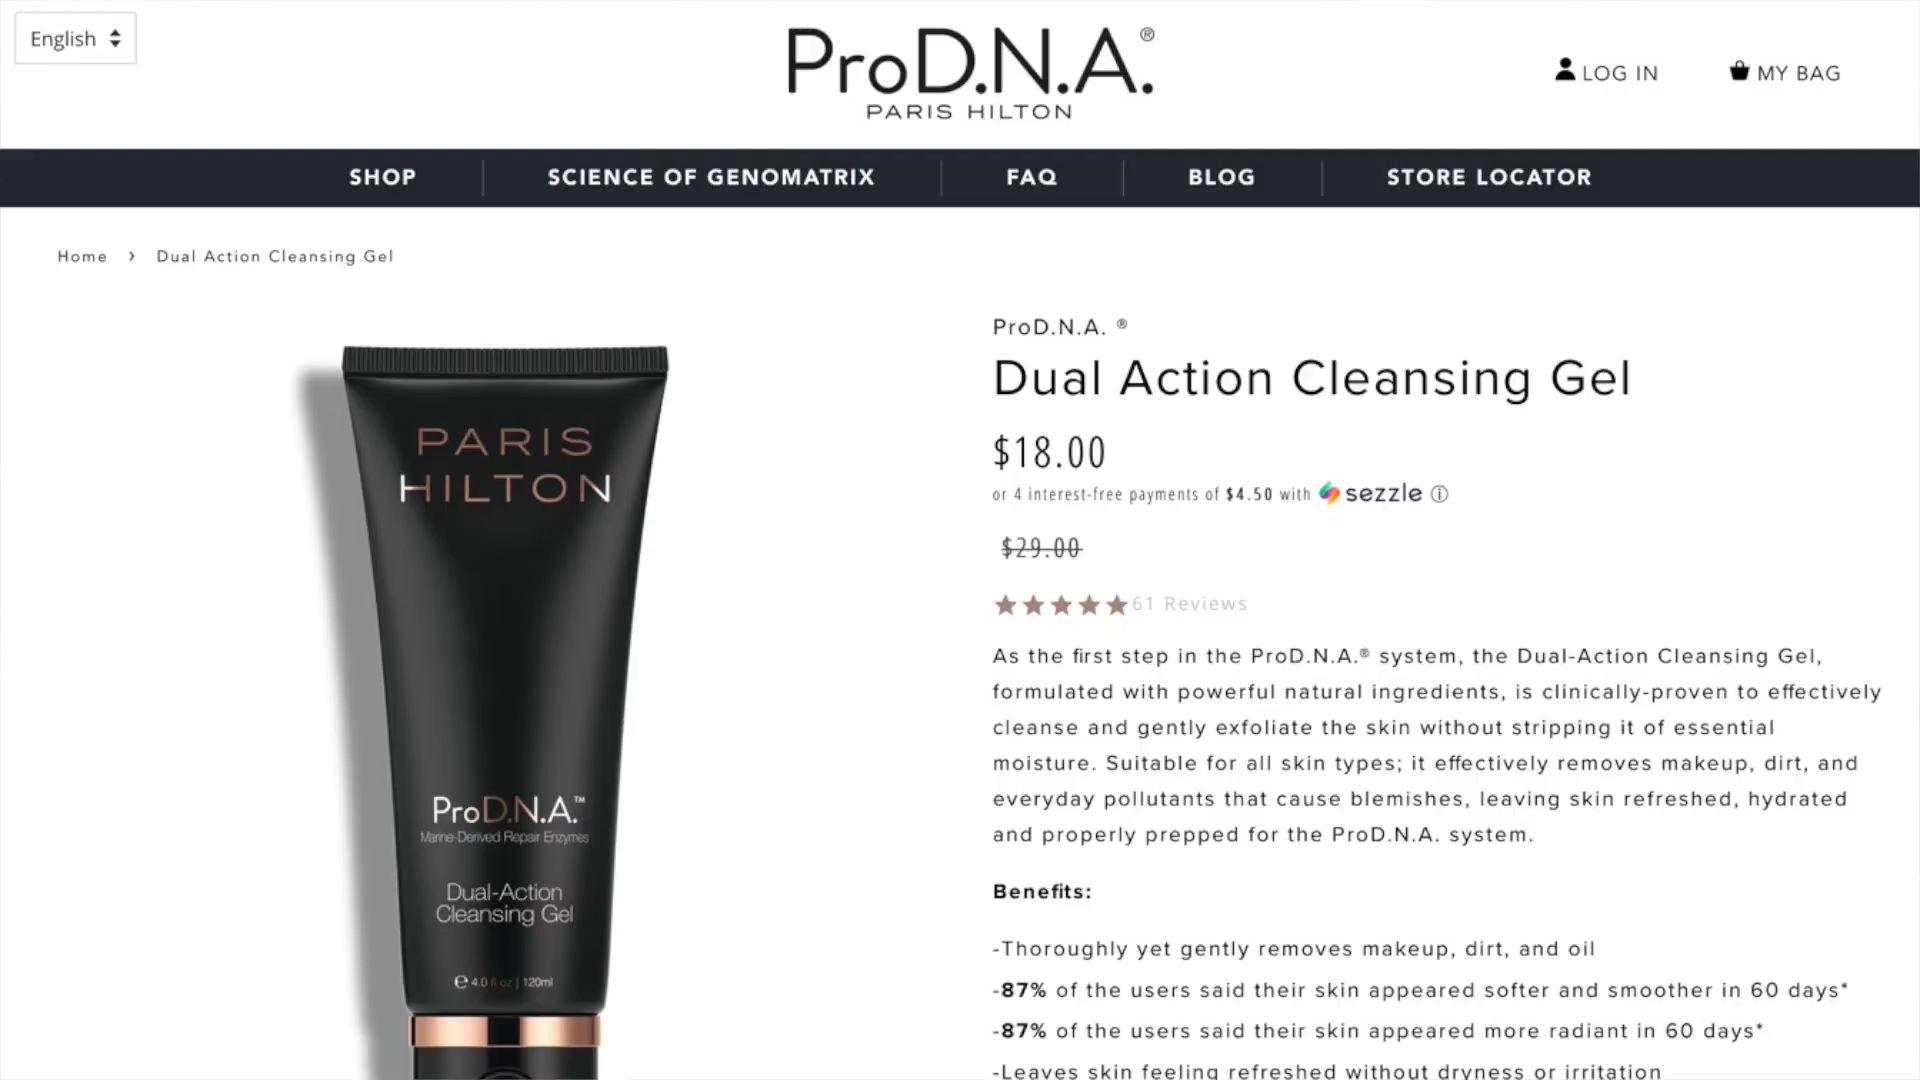 English
ProD.N.A.®
PARIS HILTON
LOG IN
MY BAG
SHOP
SCIENCE OF GENOMATRIX
FAQ
BLOG
STORE LOCATOR
Home › Dual Action Cleansing Gel
PARIS
HILTON
ProD.N.A.™
Marine-Derived Repair Enzymes
Dual-Action
Cleansing Gel
℮ 4.0 fl oz | 120ml
ProD.N.A. ®
Dual Action Cleansing Gel
$18.00
or 4 interest-free payments of $4.50 with sezzle ⓘ
$29.00
61 Reviews
As the first step in the ProD.N.A.® system, the Dual-Action Cleansing Gel,
formulated with powerful natural ingredients, is clinically-proven to effectively
cleanse and gently exfoliate the skin without stripping it of essential
moisture. Suitable for all skin types; it effectively removes makeup, dirt, and
everyday pollutants that cause blemishes, leaving skin refreshed, hydrated
and properly prepped for the ProD.N.A. system.
Benefits:
-Thoroughly yet gently removes makeup, dirt, and oil
-87% of the users said their skin appeared softer and smoother in 60 days*
-87% of the users said their skin appeared more radiant in 60 days*
-Leaves skin feeling refreshed without dryness or irritation